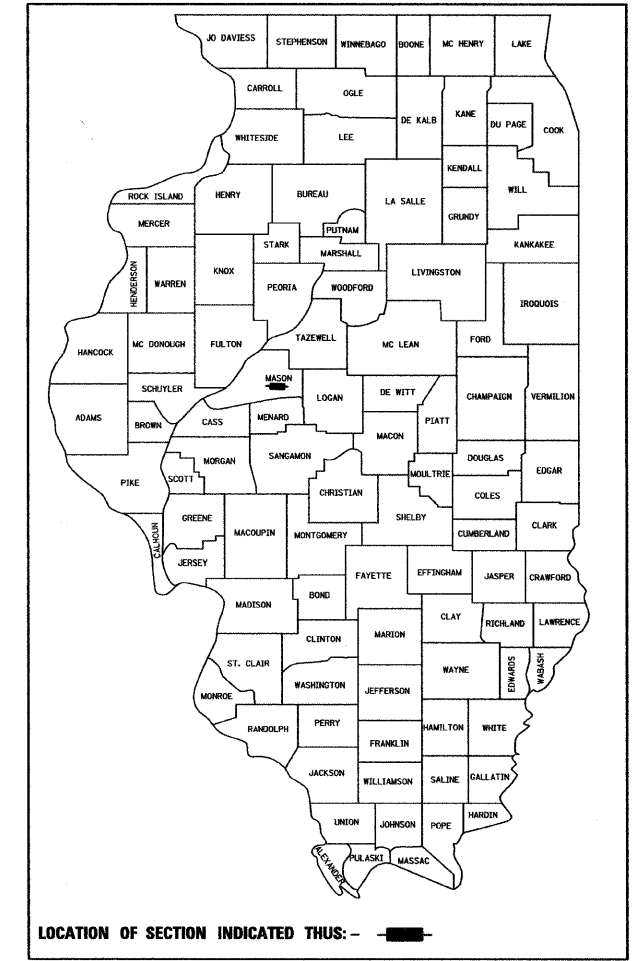 JO DAVIESS STEPHENSON WINNEBAGO BOONE MC HENRY LAKE
CARROLL OGLE DE KALB KANE DU PAGE COOK
WHITESIDE LEE
KENDALL
ROCK ISLAND HENRY BUREAU LA SALLE GRUNDY WILL
MERCER
PUTNAM
STARK MARSHALL KANKAKEE
HENDERSON WARREN KNOX PEORIA WOODFORD LIVINGSTON IROQUOIS
HANCOCK MC DONOUGH FULTON TAZEWELL MC LEAN FORD
MASON
SCHUYLER LOGAN DE WITT CHAMPAIGN VERMILION
ADAMS BROWN CASS MENARD PIATT
MACON
MORGAN SANGAMON DOUGLAS
PIKE SCOTT MOULTRIE EDGAR
CHRISTIAN COLES
GREENE MACOUPIN SHELBY
CALHOUN MONTGOMERY CUMBERLAND CLARK
JERSEY
FAYETTE EFFINGHAM JASPER CRAWFORD
MADISON BOND
CLAY RICHLAND LAWRENCE
CLINTON MARION
ST. CLAIR WAYNE EDWARDS WABASH
WASHINGTON JEFFERSON
MONROE
RANDOLPH PERRY HAMILTON WHITE
FRANKLIN
JACKSON WILLIAMSON SALINE GALLATIN
UNION JOHNSON POPE HARDIN
ALEXANDER PULASKI MASSAC
LOCATION OF SECTION INDICATED THUS: -